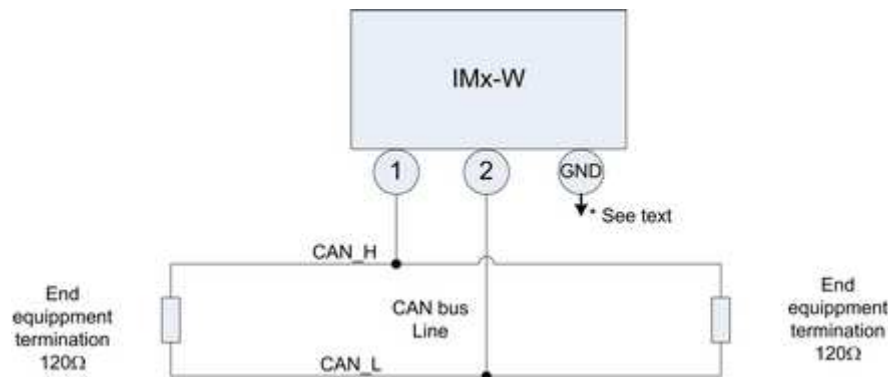 IMx-W
1
2
GND
* See text
CAN_H
End
equippment
termination
120Ω
CAN bus
Line
End
equippment
termination
120Ω
CAN_L